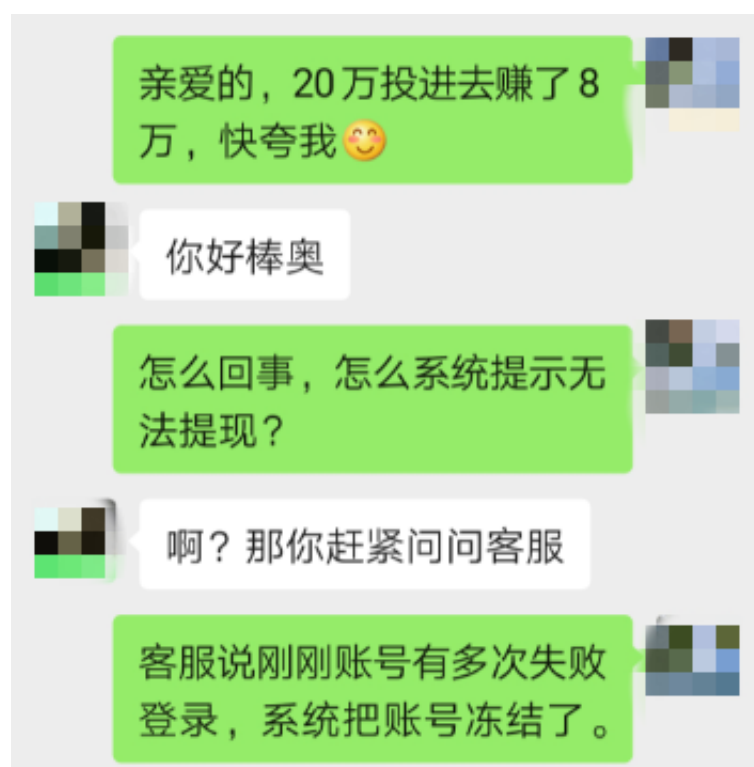 亲爱的，20万投进去赚了8
万，快夸我😊
你好棒奥
怎么回事，怎么系统提示无
法提现？
啊？那你赶紧问问客服
客服说刚刚账号有多次失败
登录，系统把账号冻结了。